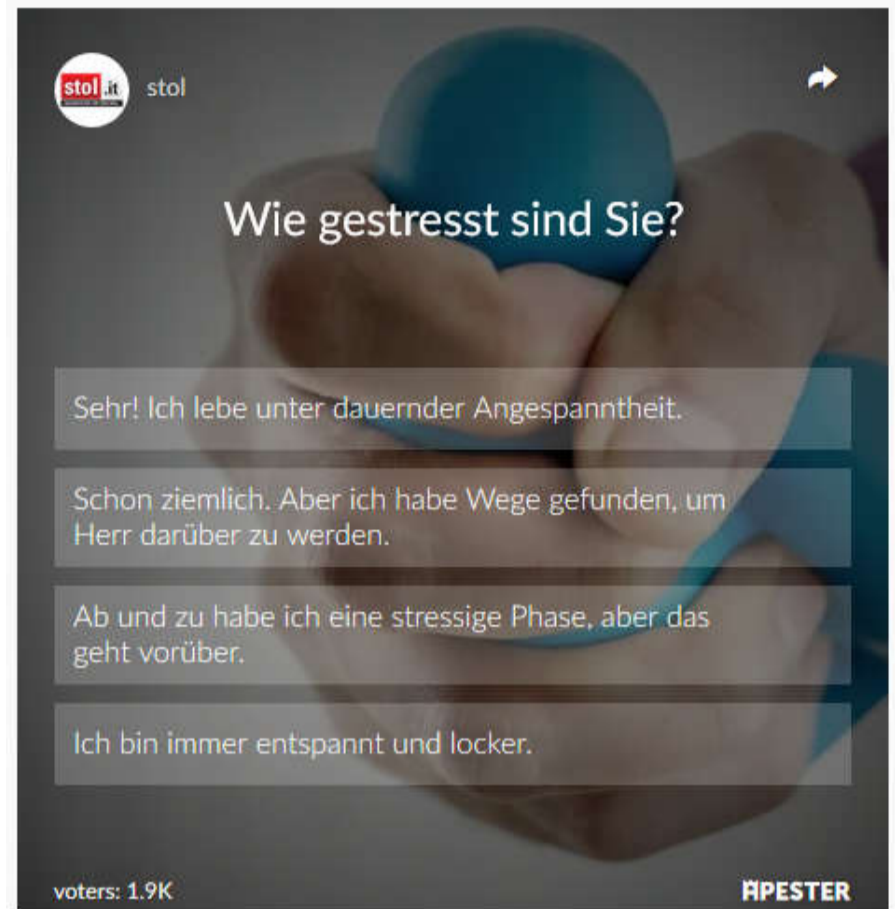 stol.it
stol
Wie gestresst sind Sie?
Sehr! Ich lebe unter dauernder Angespanntheit.
Schon ziemlich. Aber ich habe Wege gefunden, um
Herr darüber zu werden.
Ab und zu habe ich eine stressige Phase, aber das
geht vorüber.
Ich bin immer entspannt und locker.
voters: 1.9K
APESTER